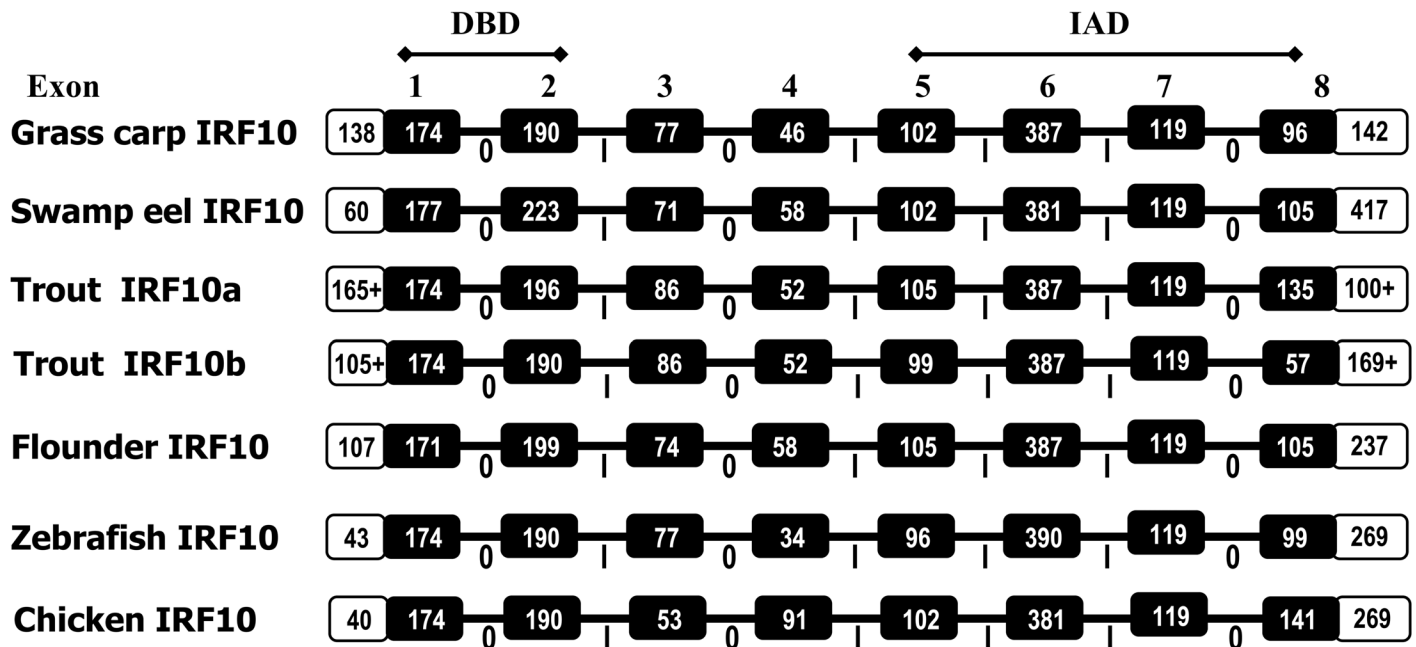 DBD IAD
Exon 1 2 3 4 5 6 7 8
Grass carp IRF10 138 174 190 77 46 102 387 119 96 142
0 I 0 I I I 0
Swamp eel IRF10 60 177 223 71 58 102 381 119 105 417
0 I 0 I I I 0
Trout IRF10a 165+ 174 196 86 52 105 387 119 135 100+
0 I 0 I I I 0
Trout IRF10b 105+ 174 190 86 52 99 387 119 57 169+
0 I 0 I I I 0
Flounder IRF10 107 171 199 74 58 105 387 119 105 237
0 I 0 I I I 0
Zebrafish IRF10 43 174 190 77 34 96 390 119 99 269
0 I 0 I I I 0
Chicken IRF10 40 174 190 53 91 102 381 119 141 269
0 I 0 I I I 0